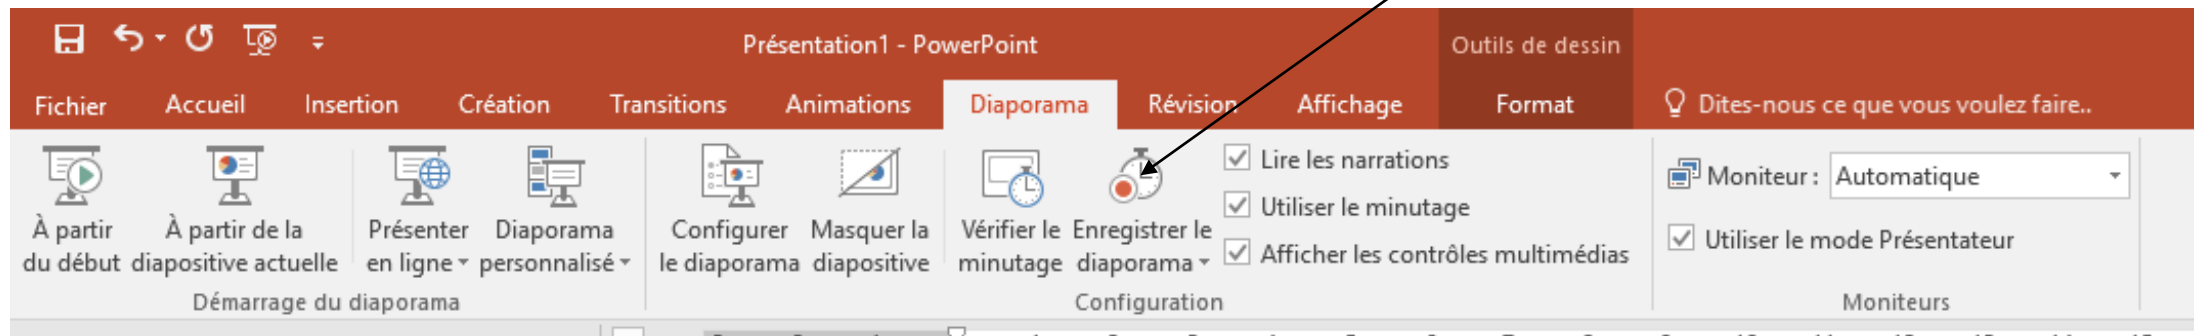 Présentation1 - PowerPoint
Outils de dessin
Fichier Accueil Insertion Création Transitions Animations Diaporama Révision Affichage Format Dites-nous ce que vous voulez faire..
À partir du début
À partir de la diapositive actuelle
Présenter en ligne
Diaporama personnalisé
Démarrage du diaporama
Configurer le diaporama
Masquer la diapositive
Vérifier le minutage
Enregistrer le diaporama
Lire les narrations
Utiliser le minutage
Afficher les contrôles multimédias
Configuration
Moniteur : Automatique
Utiliser le mode Présentateur
Moniteurs